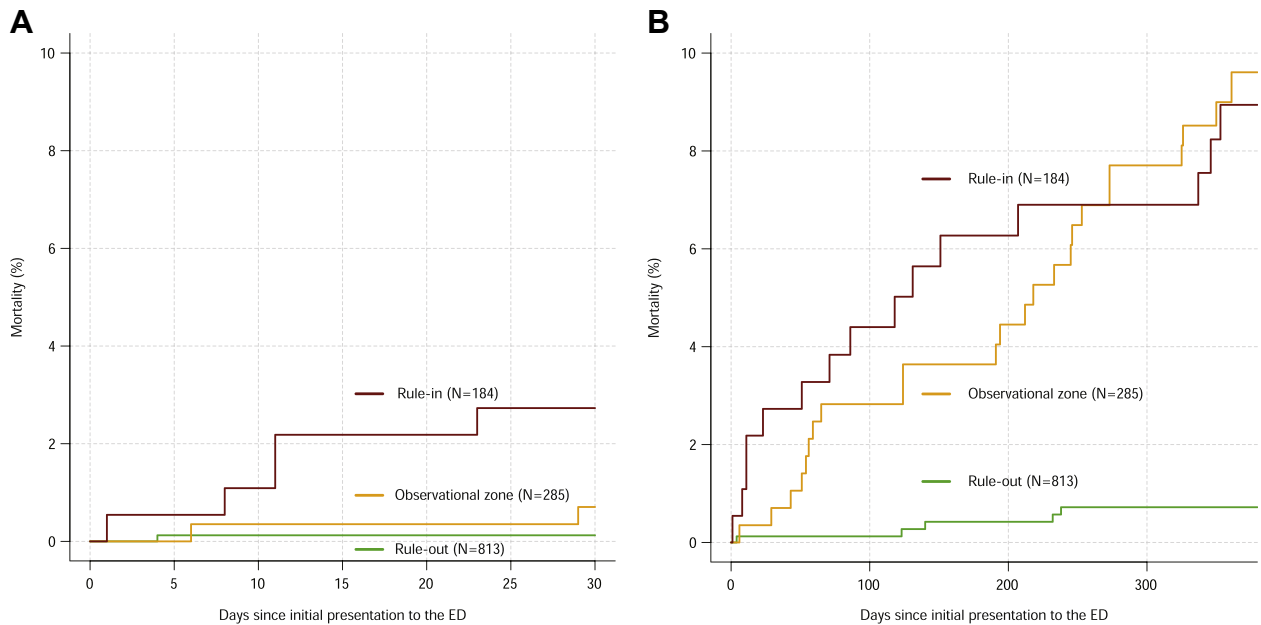 A
10
8
6
4
2
0
Mortality (%)
Rule-in (N=184)
Observational zone (N=285)
Rule-out (N=813)
0 5 10 15 20 25 30
Days since initial presentation to the ED
B
10
8
6
4
2
0
Mortality (%)
Rule-in (N=184)
Observational zone (N=285)
Rule-out (N=813)
0 100 200 300
Days since initial presentation to the ED